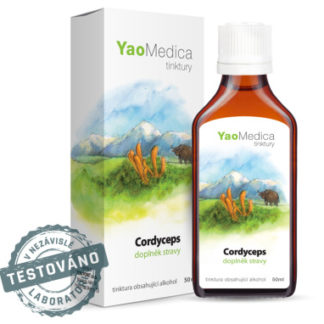 YaoMedica
tinktury
Cordyceps
doplněk stravy
50
YaoMedica
tinktury
Cordyceps
doplněk stravy
tinktura obsahující alkohol 50ml
V NEZÁVISLÉ
TESTOVÁNO
LABORATOŘI
tinktura obsahující alkohol